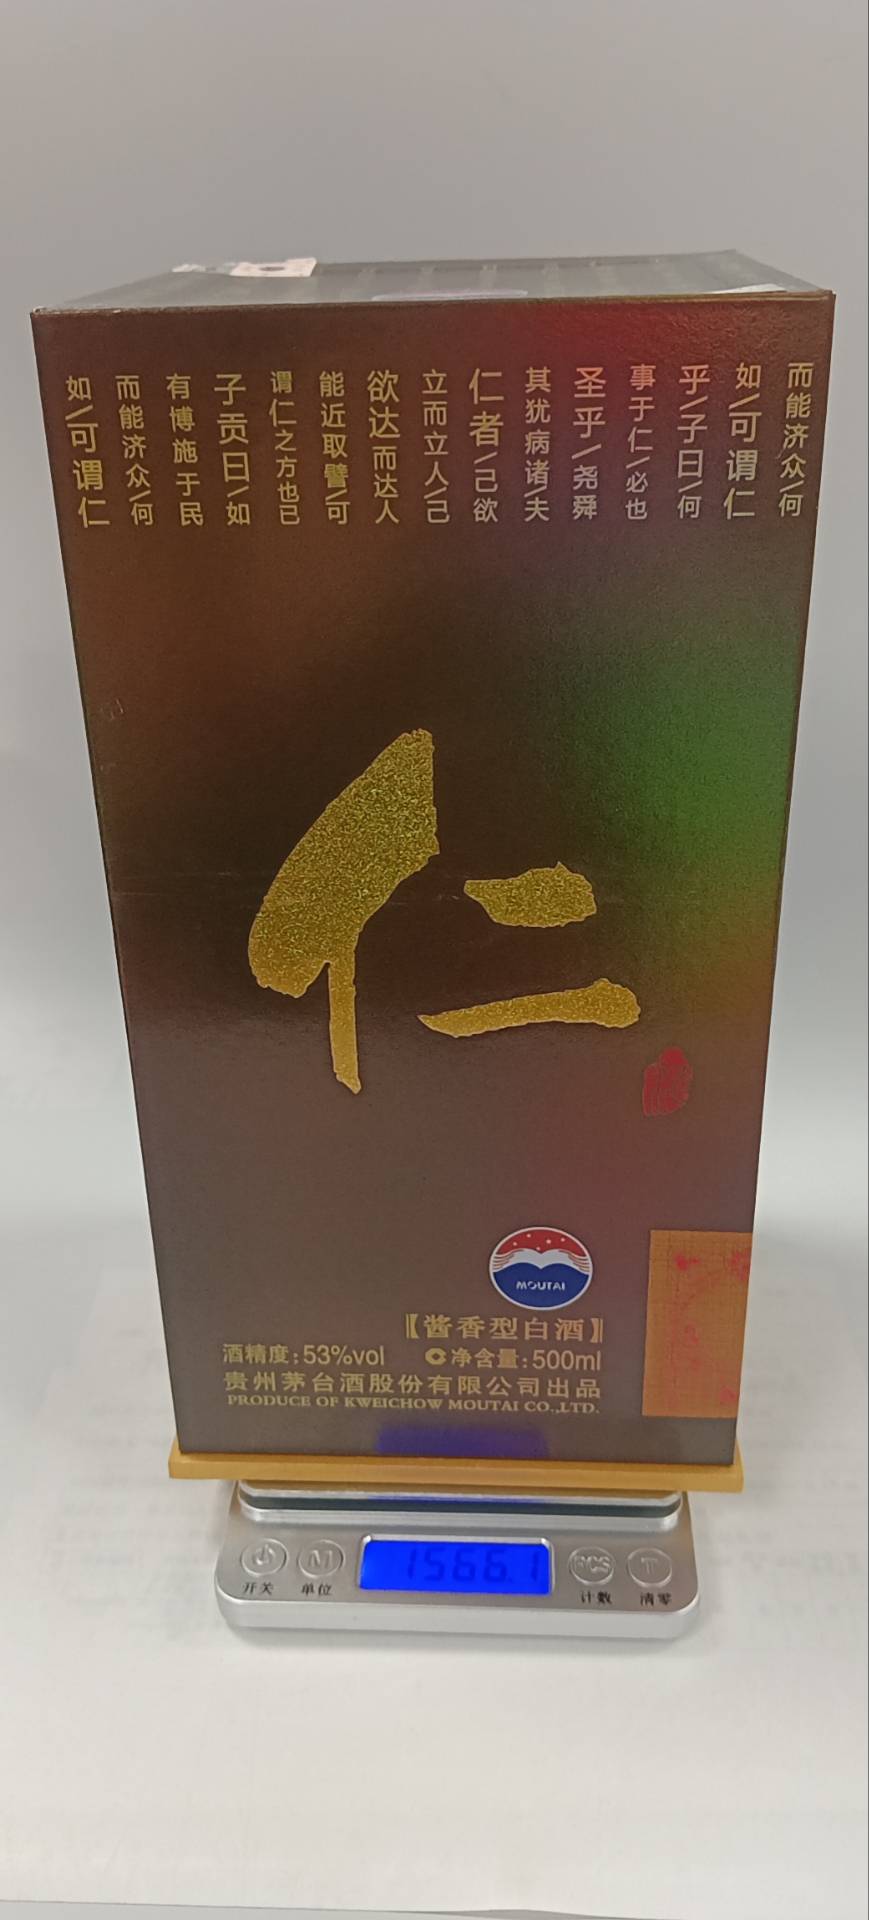 如\可谓仁
而能济众\何
有博施于民
子贡曰\如
谓仁之方也已
能近取譬\可
欲达而达人
立而立人\己
仁者\己欲
其犹病诸\夫
圣乎/尧舜
事于仁\必也
乎\子曰\何
如\可谓仁
而能济众\何
仁
MOUTAI
【酱香型白酒】
酒精度:53%vol 净含量:500ml
贵州茅台酒股份有限公司出品
PRODUCE OF KWEICHOW MOUTAI CO.,LTD.
M 1566.1 PCS T
开关 单位 计数 清零